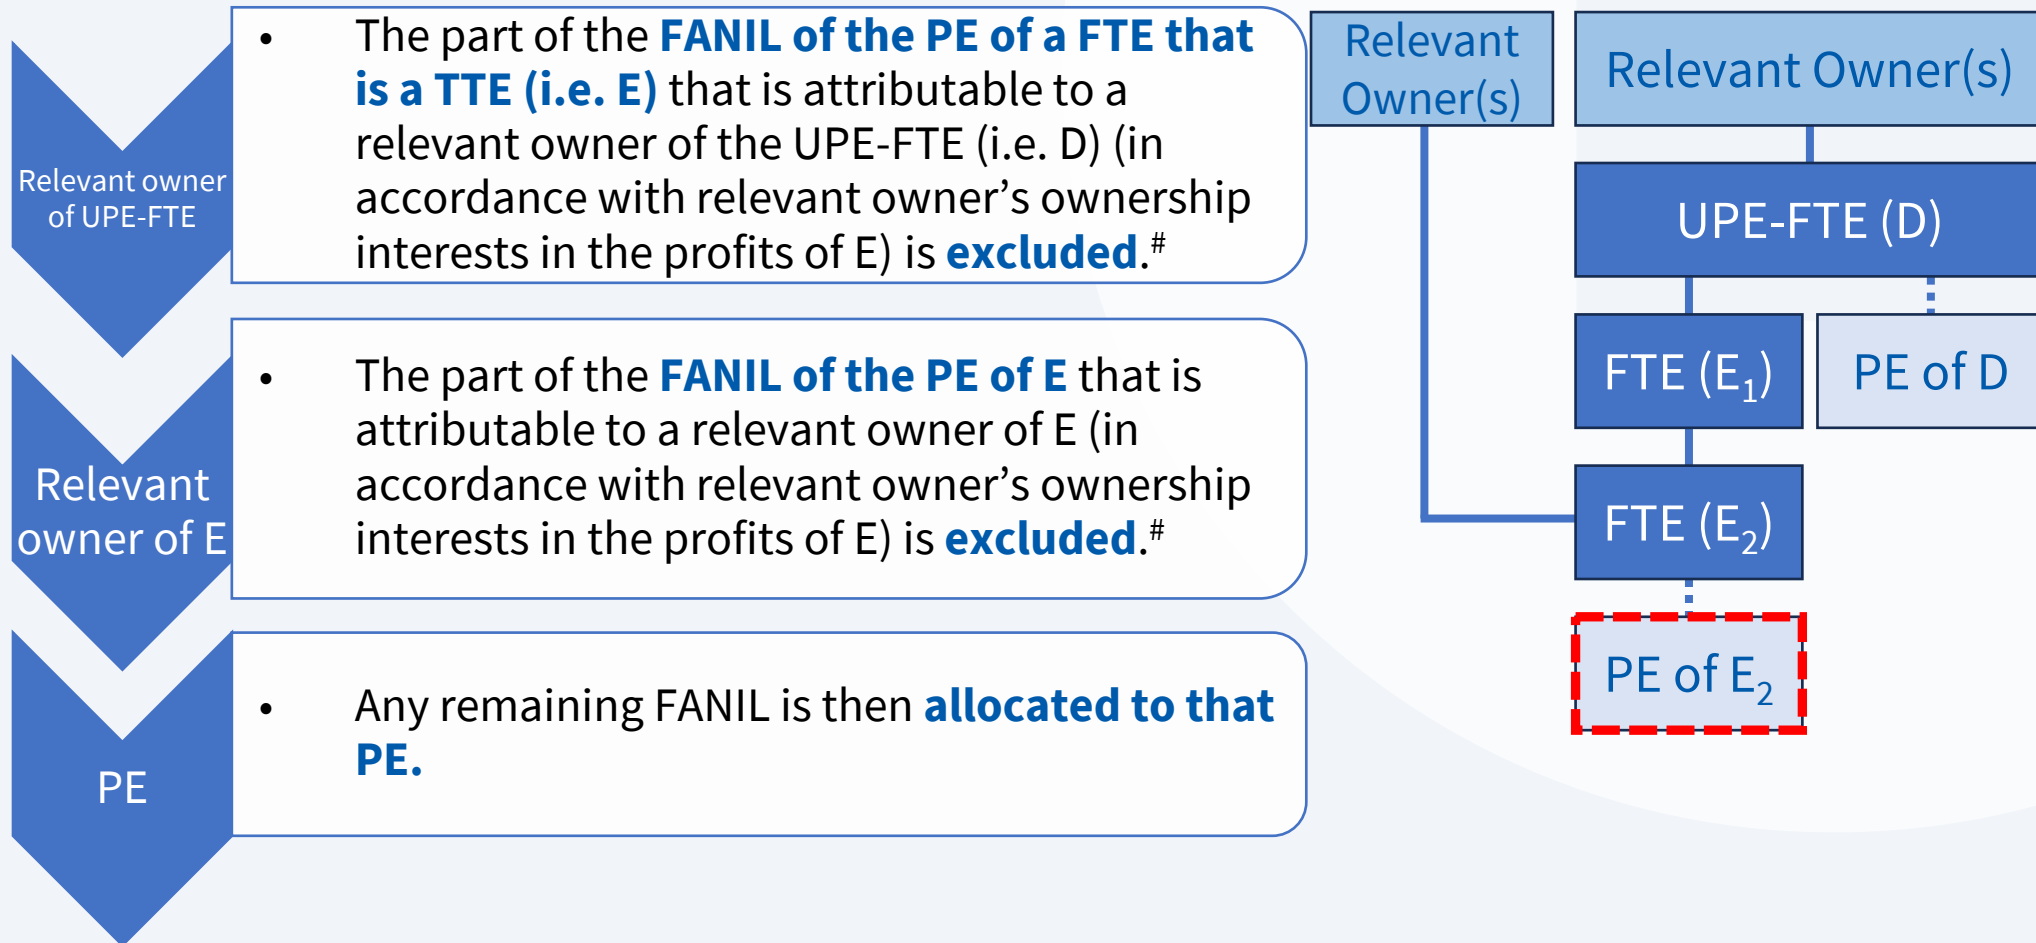 Relevant owner
of UPE-FTE
• The part of the FANIL of the PE of a FTE that
is a TTE (i.e. E) that is attributable to a
relevant owner of the UPE-FTE (i.e. D) (in
accordance with relevant owner’s ownership
interests in the profits of E) is excluded.#
Relevant
owner of E
• The part of the FANIL of the PE of E that is
attributable to a relevant owner of E (in
accordance with relevant owner’s ownership
interests in the profits of E) is excluded.#
PE
• Any remaining FANIL is then allocated to that
PE.
Relevant
Owner(s)
Relevant Owner(s)
UPE-FTE (D)
FTE (E₁)
PE of D
FTE (E₂)
PE of E₂